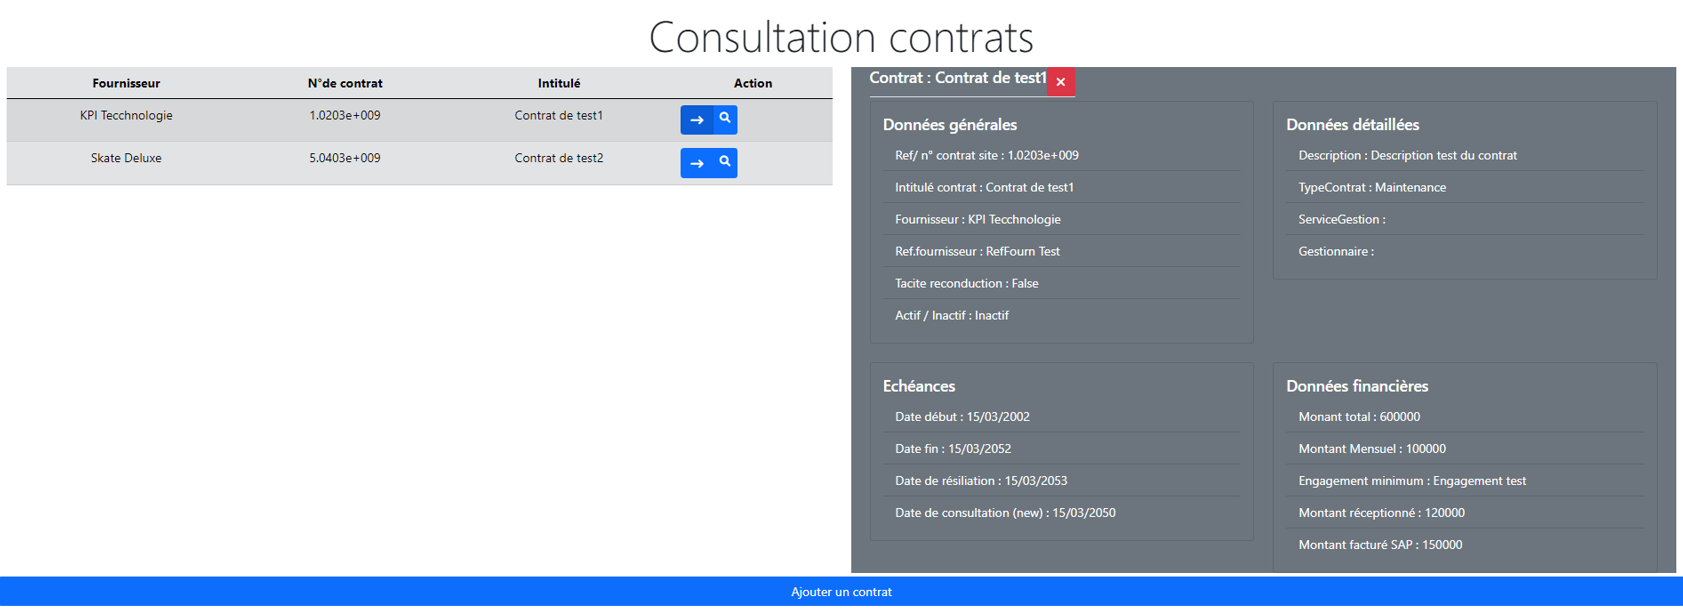 Consultation contrats
Fournisseur N°de contrat Intitulé Action
KPI Tecchnologie 1.0203e+009 Contrat de test1
Skate Deluxe 5.0403e+009 Contrat de test2
Contrat : Contrat de test1
Données générales
Ref/ n° contrat site : 1.0203e+009
Intitulé contrat : Contrat de test1
Fournisseur : KPI Tecchnologie
Ref.fournisseur : RefFourn Test
Tacite reconduction : False
Actif / Inactif : Inactif
Données détaillées
Description : Description test du contrat
TypeContrat : Maintenance
ServiceGestion :
Gestionnaire :
Echéances
Date début : 15/03/2002
Date fin : 15/03/2052
Date de résiliation : 15/03/2053
Date de consultation (new) : 15/03/2050
Données financières
Monant total : 600000
Montant Mensuel : 100000
Engagement minimum : Engagement test
Montant réceptionné : 120000
Montant facturé SAP : 150000
Ajouter un contrat